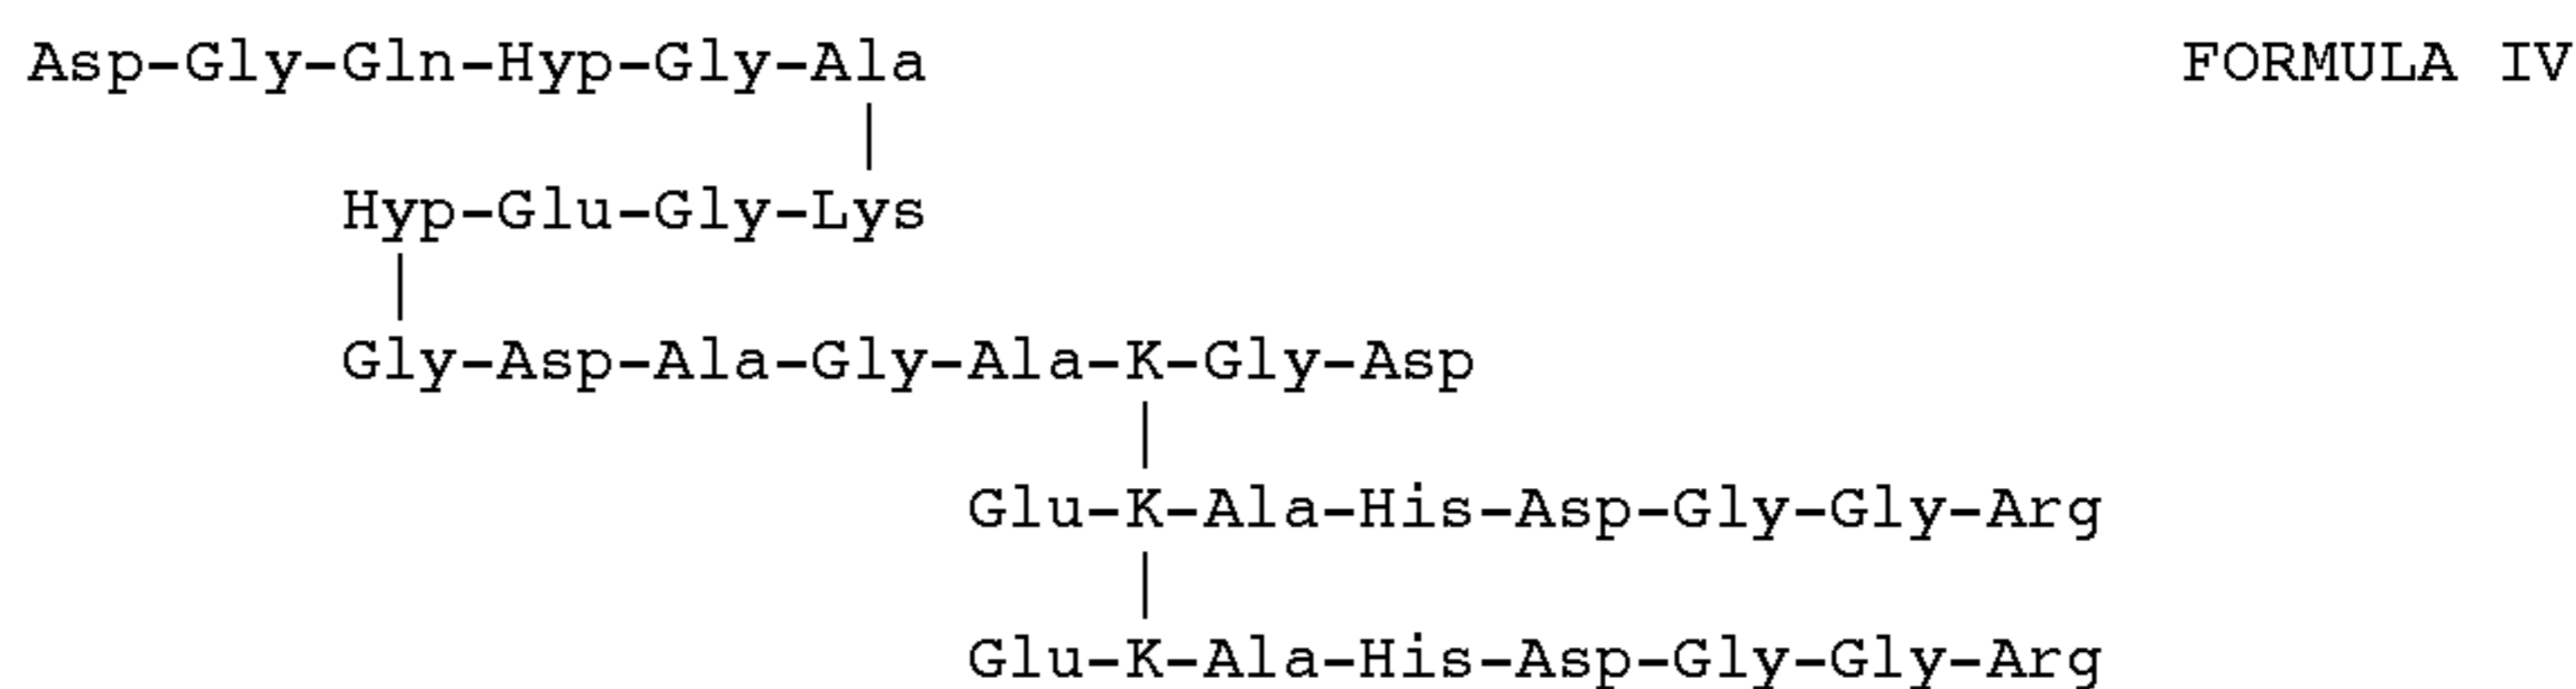 Asp-Gly-Gln-Hyp-Gly-Ala FORMULA IV
|
Hyp-Glu-Gly-Lys
|
Gly-Asp-Ala-Gly-Ala-K-Gly-Asp
|
Glu-K-Ala-His-Asp-Gly-Gly-Arg
|
Glu-K-Ala-His-Asp-Gly-Gly-Arg